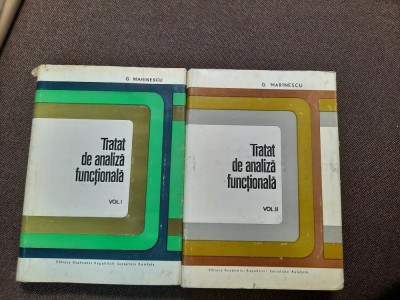 G. MARINESCU
Tratat
de analiză
funcțională
VOL. I
Editura Academiei Republicii Socialiste România
G. MARINESCU
Tratat
de analiză
funcțională
VOL. II
Editura Academiei Republicii Socialiste România